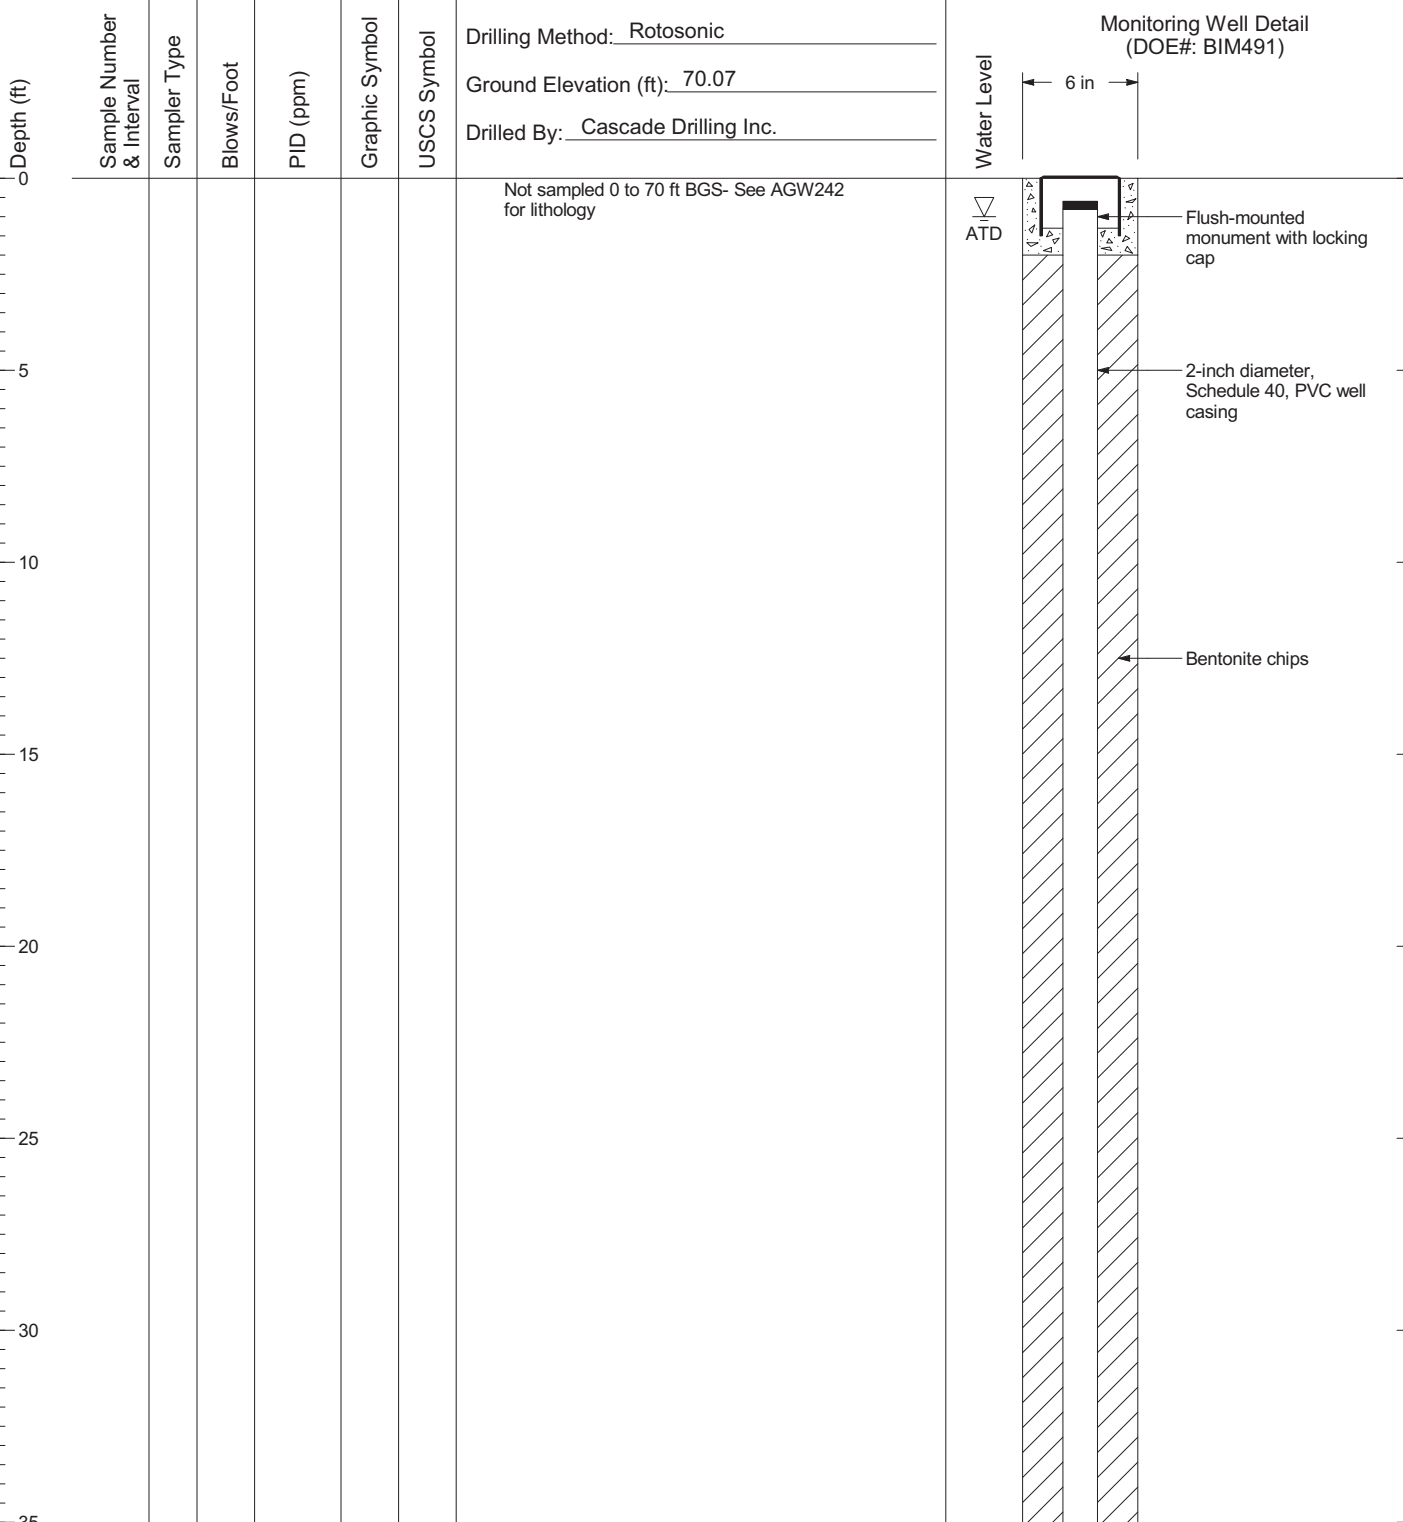 Depth (ft)
Sample Number
& Interval
Sampler Type
Blows/Foot
PID (ppm)
Graphic Symbol
USCS Symbol
Drilling Method: Rotosonic
Ground Elevation (ft): 70.07
Drilled By: Cascade Drilling Inc.
Water Level
Monitoring Well Detail
(DOE#: BIM491)
6 in
0
Not sampled 0 to 70 ft BGS- See AGW242
for lithology
ATD
Flush-mounted
monument with locking
cap
5
2-inch diameter,
Schedule 40, PVC well
casing
10
Bentonite chips
15
20
25
30
35